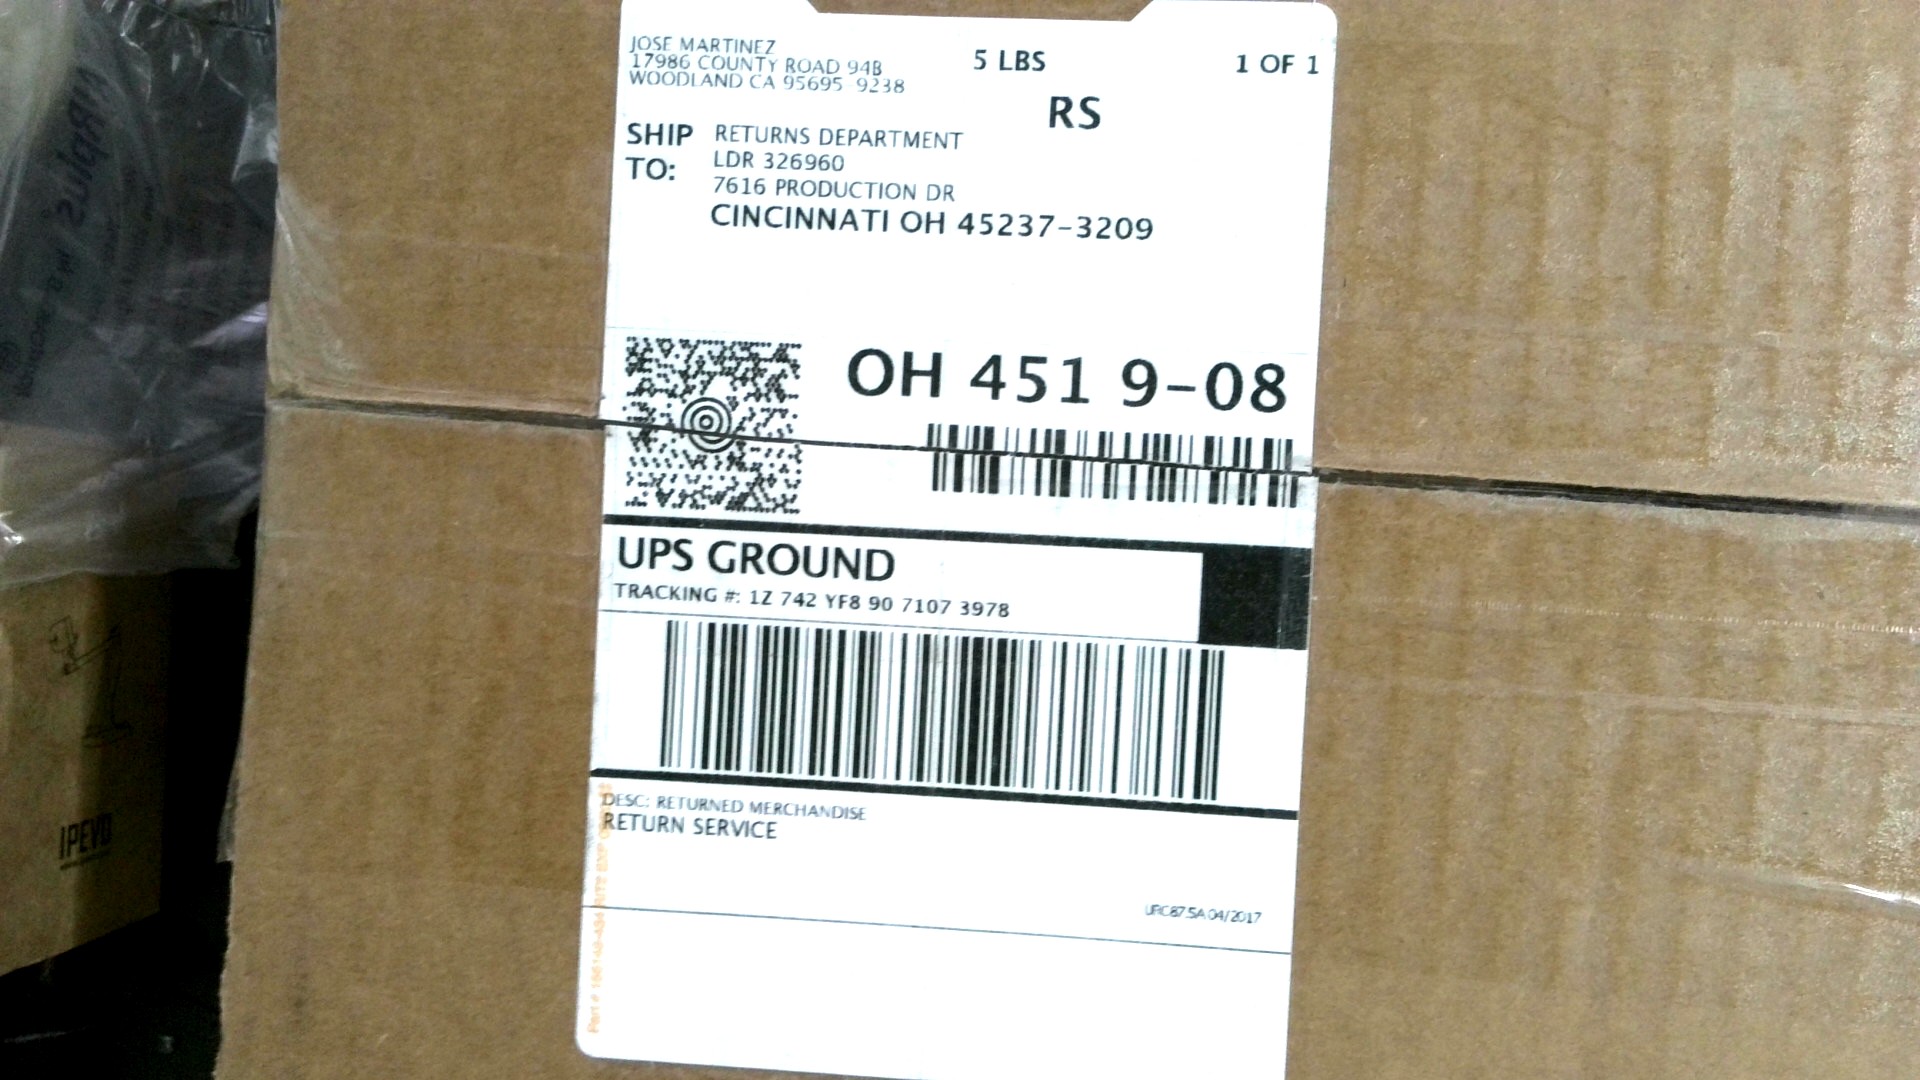 JOSE MARTINEZ
17986 COUNTY ROAD 94B
WOODLAND CA 95695 9238
5 LBS
1 OF 1
RS
SHIP TO:
RETURNS DEPARTMENT
LDR 326960
7616 PRODUCTION DR
CINCINNATI OH 45237-3209
OH 451 9-08
UPS GROUND
TRACKING #: 1Z 742 YF8 90 7107 3978
DESC: RETURNED MERCHANDISE
RETURN SERVICE
04/2017
IPEVO